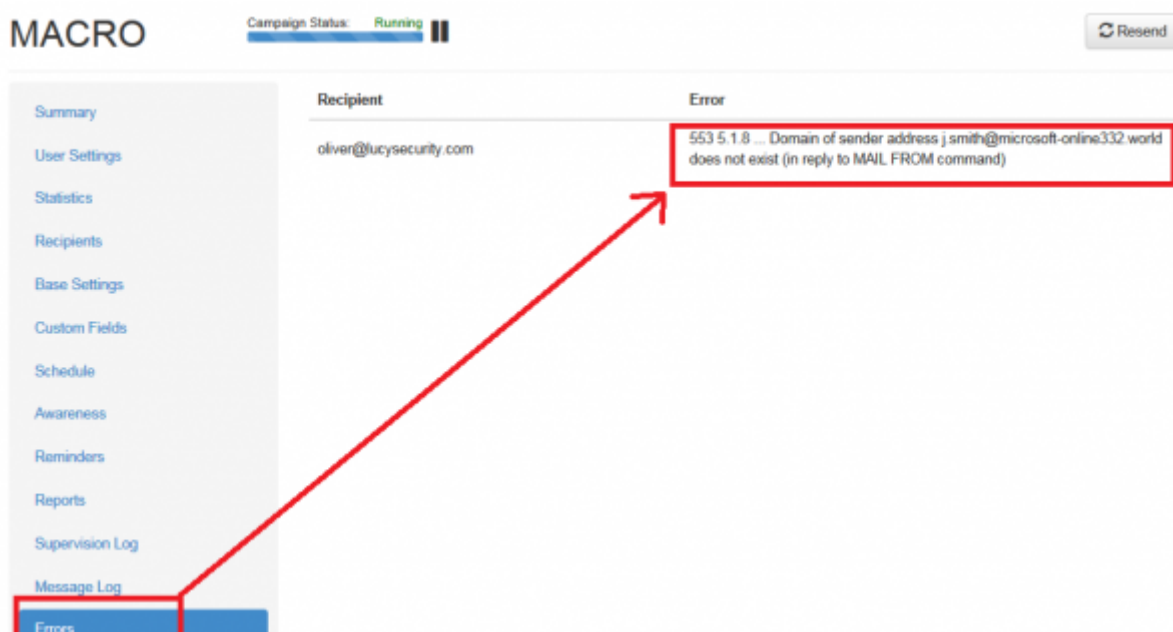 MACRO
Campaign Status: Running
Resend
Summary
User Settings
Statistics
Recipients
Base Settings
Custom Fields
Schedule
Awareness
Reminders
Reports
Supervision Log
Message Log
Errors
Recipient Error
oliver@lucysecurity.com
553 5.1.8 ... Domain of sender address j.smith@microsoft-online332.world
does not exist (in reply to MAIL FROM command)